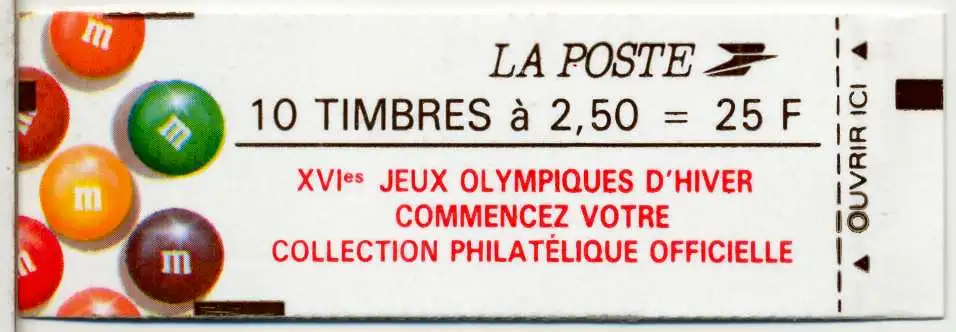 LA POSTE
10 TIMBRES à 2,50 = 25 F
XVIes JEUX OLYMPIQUES D'HIVER
COMMENCEZ VOTRE
COLLECTION PHILATÉLIQUE OFFICIELLE
OUVRIR ICI
m
m
m
m
m